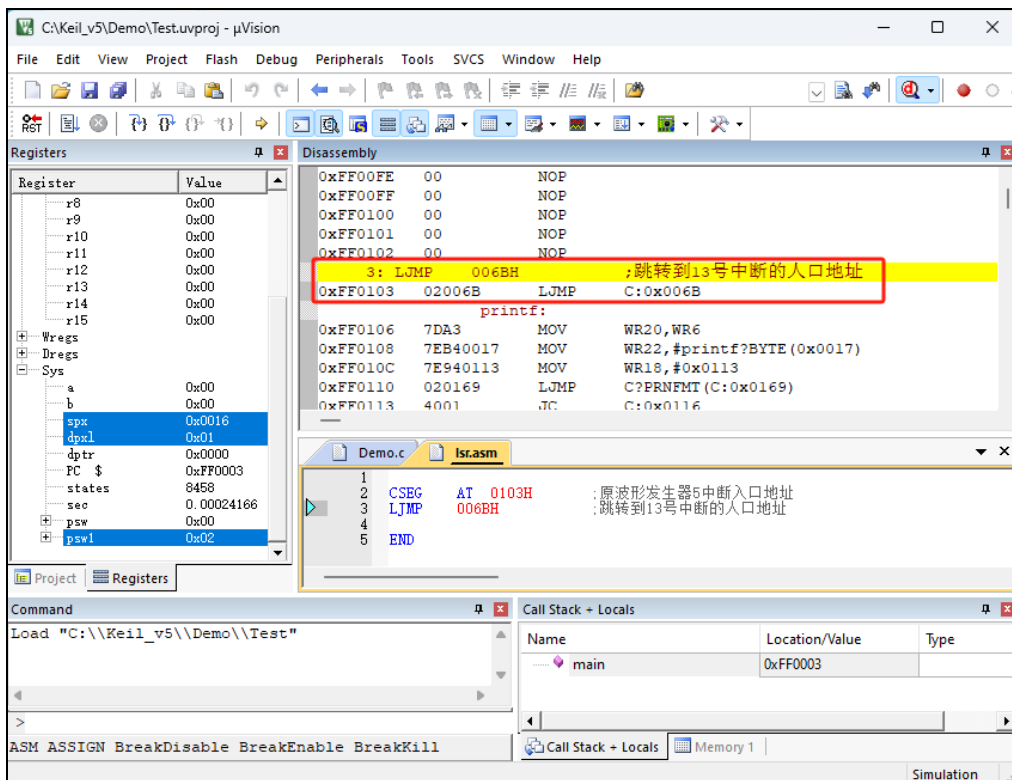 C:\Keil_v5\Demo\Test.uvproj - µVision
File Edit View Project Flash Debug Peripherals Tools SVCS Window Help
RST
Registers
Register Value
r8 0x00
r9 0x00
r10 0x00
r11 0x00
r12 0x00
r13 0x00
r14 0x00
r15 0x00
Wregs
Dregs
Sys
a 0x00
b 0x00
spx 0x0016
dpxl 0x01
dptr 0x0000
PC $ 0xFF0003
states 8458
sec 0.00024166
psw 0x00
psw1 0x02
Project Registers
Disassembly
0xFF00FE 00 NOP
0xFF00FF 00 NOP
0xFF0100 00 NOP
0xFF0101 00 NOP
0xFF0102 00 NOP
3: LJMP 006BH ;跳转到13号中断的人口地址
0xFF0103 02006B LJMP C:0x006B
printf:
0xFF0106 7DA3 MOV WR20,WR6
0xFF0108 7EB40017 MOV WR22,#printf?BYTE(0x0017)
0xFF010C 7E940113 MOV WR18,#0x0113
0xFF0110 020169 LJMP C?PRNFMT(C:0x0169)
0xFF0113 4001 JC C:0x0116
Demo.c Isr.asm
1
2 CSEG AT 0103H ;原波形发生器5中断入口地址
3 LJMP 006BH ;跳转到13号中断的人口地址
4
5 END
Command
Load "C:\\Keil_v5\\Demo\\Test"
>
ASM ASSIGN BreakDisable BreakEnable BreakKill
Call Stack + Locals
Name Location/Value Type
main 0xFF0003
Call Stack + Locals Memory 1
Simulation